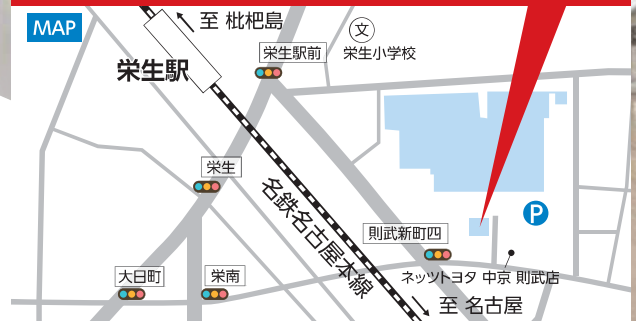 MAP
至 枇杷島
文
栄生駅前
栄生小学校
栄生駅
栄生
名鉄名古屋本線
則武新町四
P
大日町
栄南
ネッツトヨタ 中京 則武店
至 名古屋